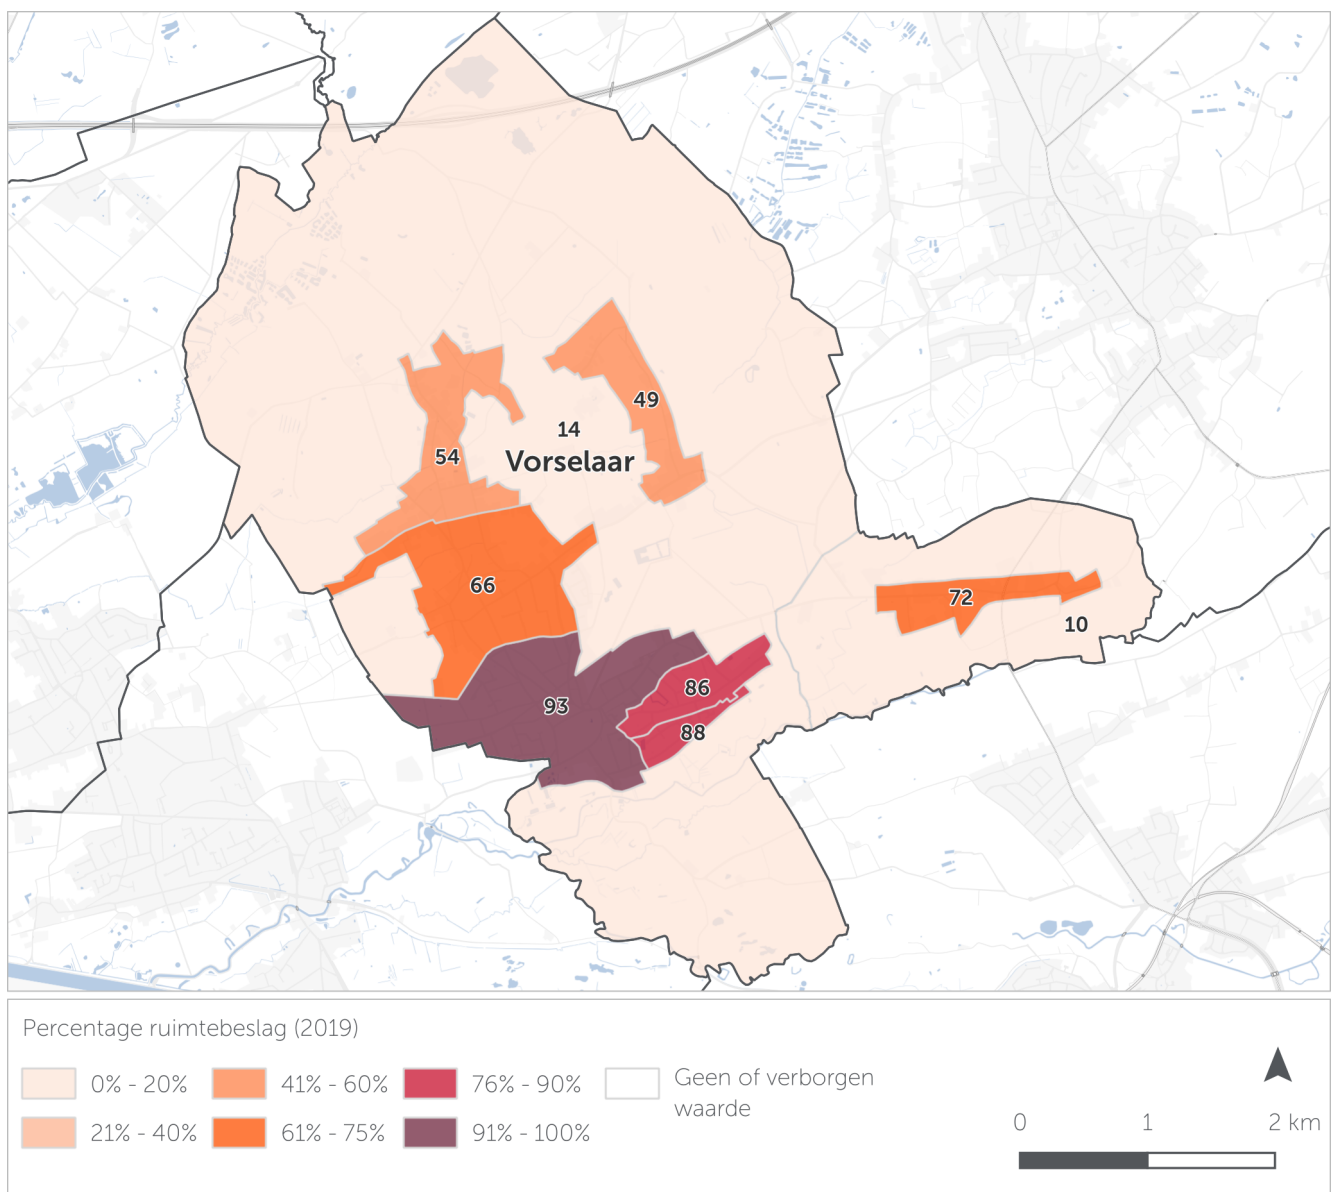 49
14
54
Vorselaar
66
72
10
86
93
88
Percentage ruimtebeslag (2019)
0% - 20%
41% - 60%
76% - 90%
Geen of verborgen
waarde
21% - 40%
61% - 75%
91% - 100%
0 1 2 km